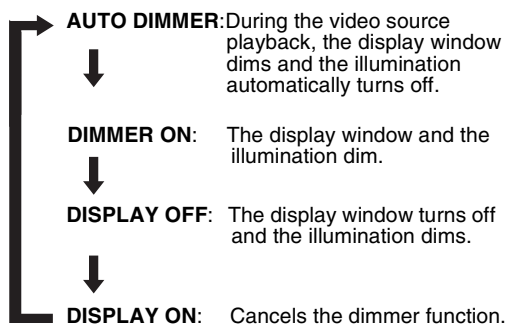 AUTO DIMMER:During the video source
playback, the display window
dims and the illumination
automatically turns off.
DIMMER ON: The display window and the
illumination dim.
DISPLAY OFF: The display window turns off
and the illumination dims.
DISPLAY ON: Cancels the dimmer function.